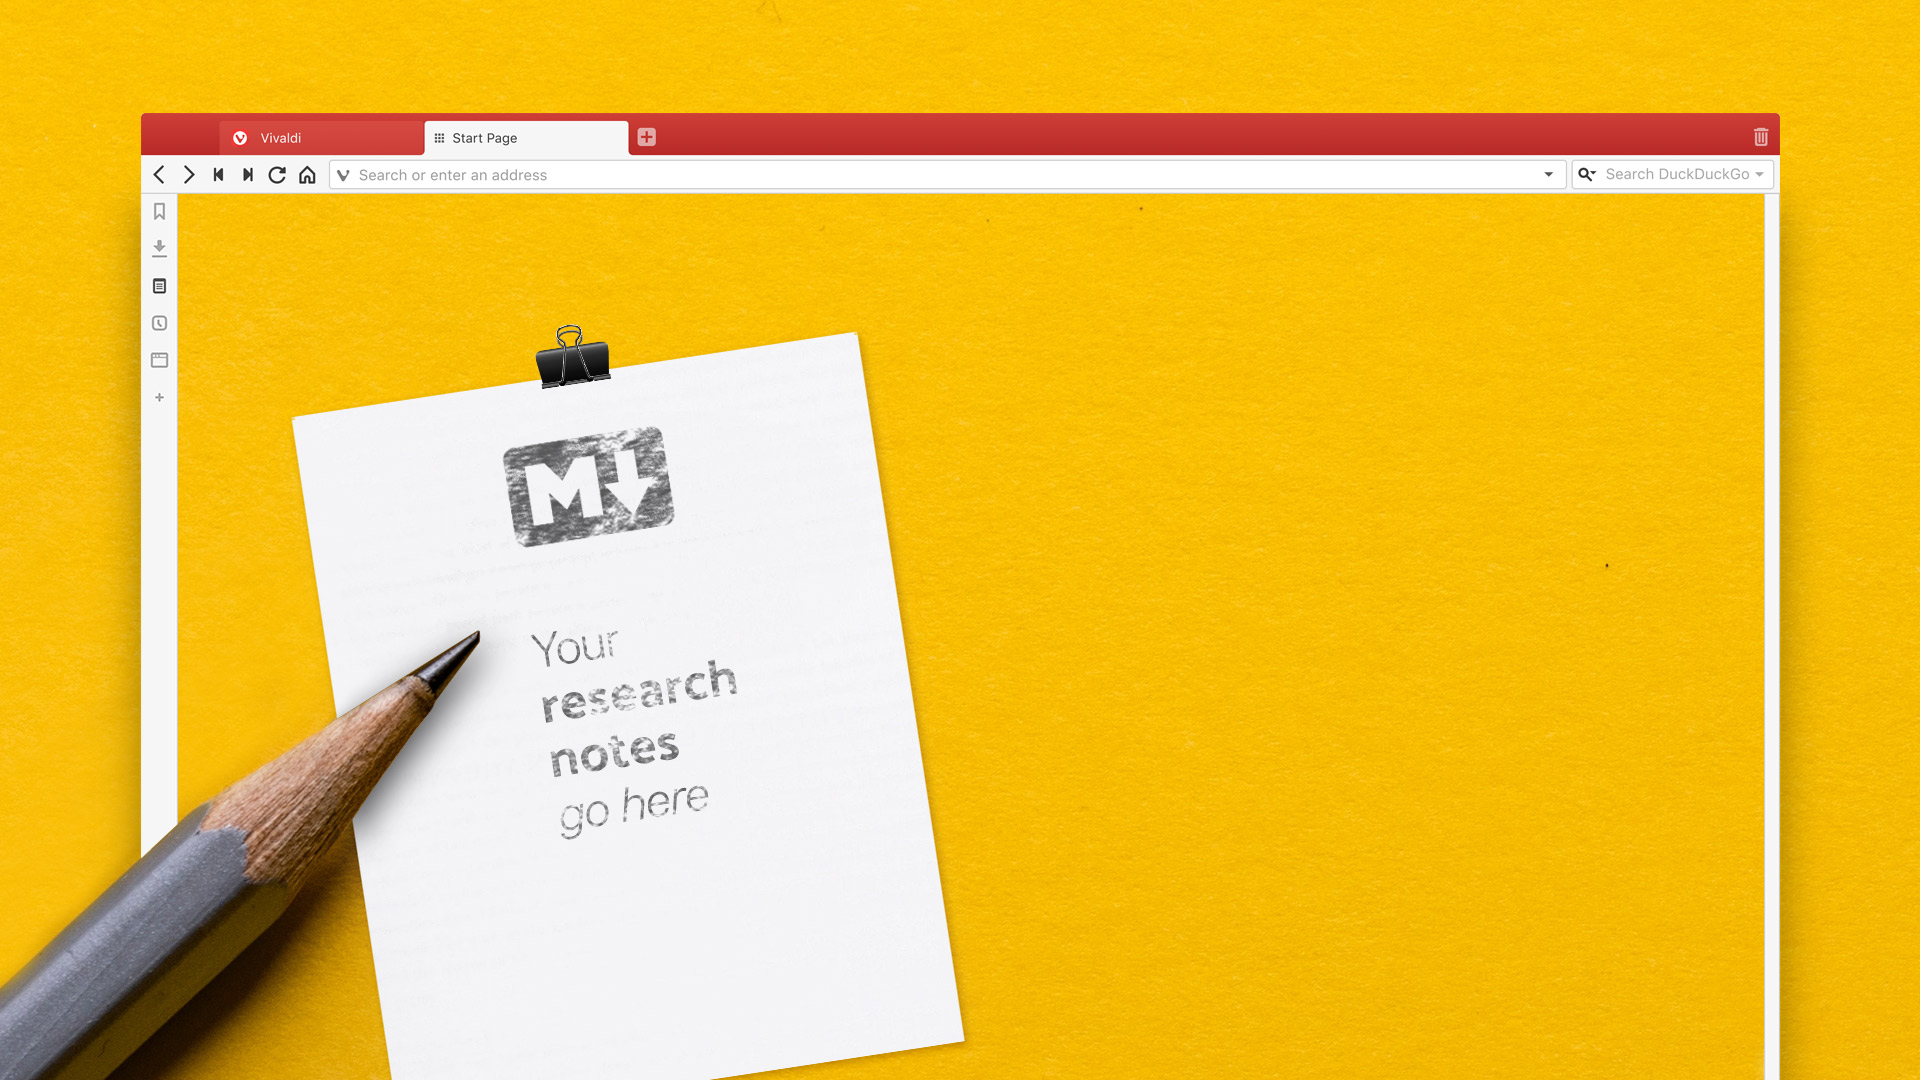 Vivaldi
Start Page
Search or enter an address
Search DuckDuckGo
M
Your
research
notes
go here